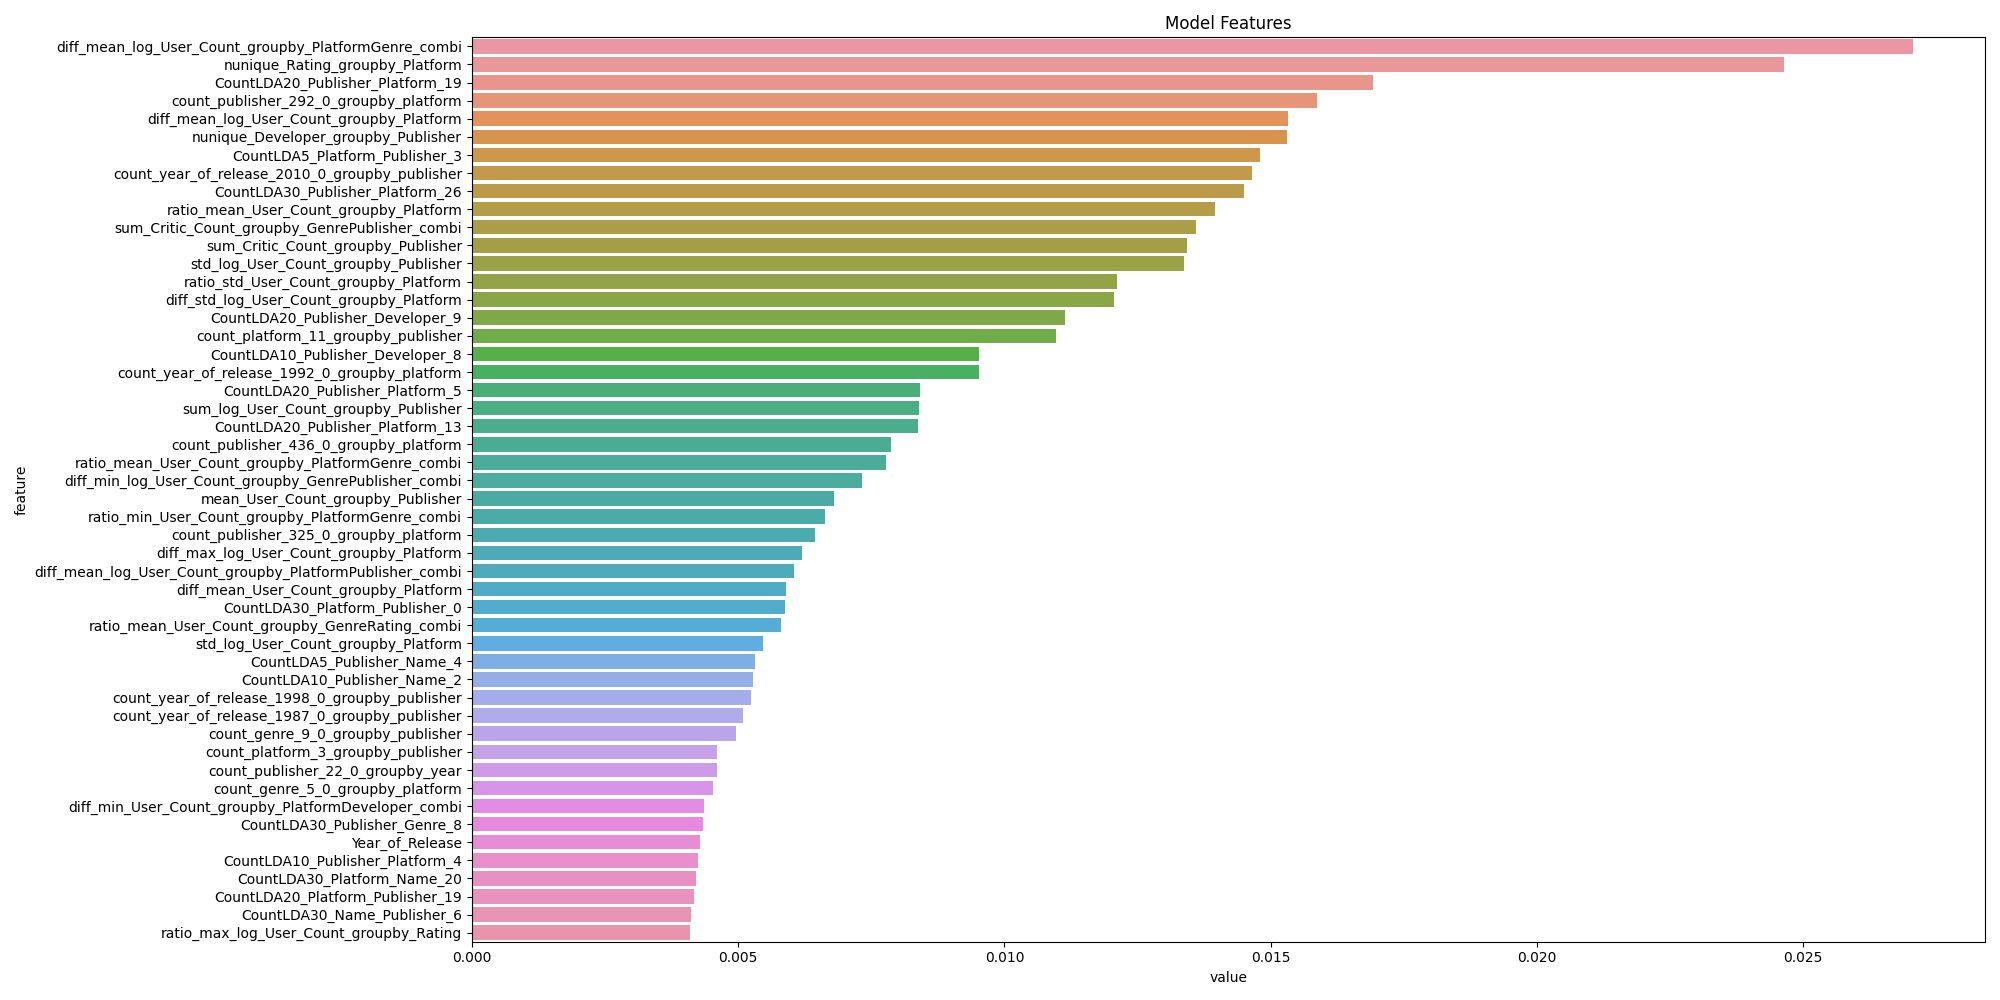 Model Features
feature
diff_mean_log_User_Count_groupby_PlatformGenre_combi
nunique_Rating_groupby_Platform
CountLDA20_Publisher_Platform_19
count_publisher_292_0_groupby_platform
diff_mean_log_User_Count_groupby_Platform
nunique_Developer_groupby_Publisher
CountLDA5_Platform_Publisher_3
count_year_of_release_2010_0_groupby_publisher
CountLDA30_Publisher_Platform_26
ratio_mean_User_Count_groupby_Platform
sum_Critic_Count_groupby_GenrePublisher_combi
sum_Critic_Count_groupby_Publisher
std_log_User_Count_groupby_Publisher
ratio_std_User_Count_groupby_Platform
diff_std_log_User_Count_groupby_Platform
CountLDA20_Publisher_Developer_9
count_platform_11_groupby_publisher
CountLDA10_Publisher_Developer_8
count_year_of_release_1992_0_groupby_platform
CountLDA20_Publisher_Platform_5
sum_log_User_Count_groupby_Publisher
CountLDA20_Publisher_Platform_13
count_publisher_436_0_groupby_platform
ratio_mean_User_Count_groupby_PlatformGenre_combi
diff_min_log_User_Count_groupby_GenrePublisher_combi
mean_User_Count_groupby_Publisher
ratio_min_User_Count_groupby_PlatformGenre_combi
count_publisher_325_0_groupby_platform
diff_max_log_User_Count_groupby_Platform
diff_mean_log_User_Count_groupby_PlatformPublisher_combi
diff_mean_User_Count_groupby_Platform
CountLDA30_Platform_Publisher_0
ratio_mean_User_Count_groupby_GenreRating_combi
std_log_User_Count_groupby_Platform
CountLDA5_Publisher_Name_4
CountLDA10_Publisher_Name_2
count_year_of_release_1998_0_groupby_publisher
count_year_of_release_1987_0_groupby_publisher
count_genre_9_0_groupby_publisher
count_platform_3_groupby_publisher
count_publisher_22_0_groupby_year
count_genre_5_0_groupby_platform
diff_min_User_Count_groupby_PlatformDeveloper_combi
CountLDA30_Publisher_Genre_8
Year_of_Release
CountLDA10_Publisher_Platform_4
CountLDA30_Platform_Name_20
CountLDA20_Platform_Publisher_19
CountLDA30_Name_Publisher_6
ratio_max_log_User_Count_groupby_Rating
0.000 0.005 0.010 0.015 0.020 0.025
value